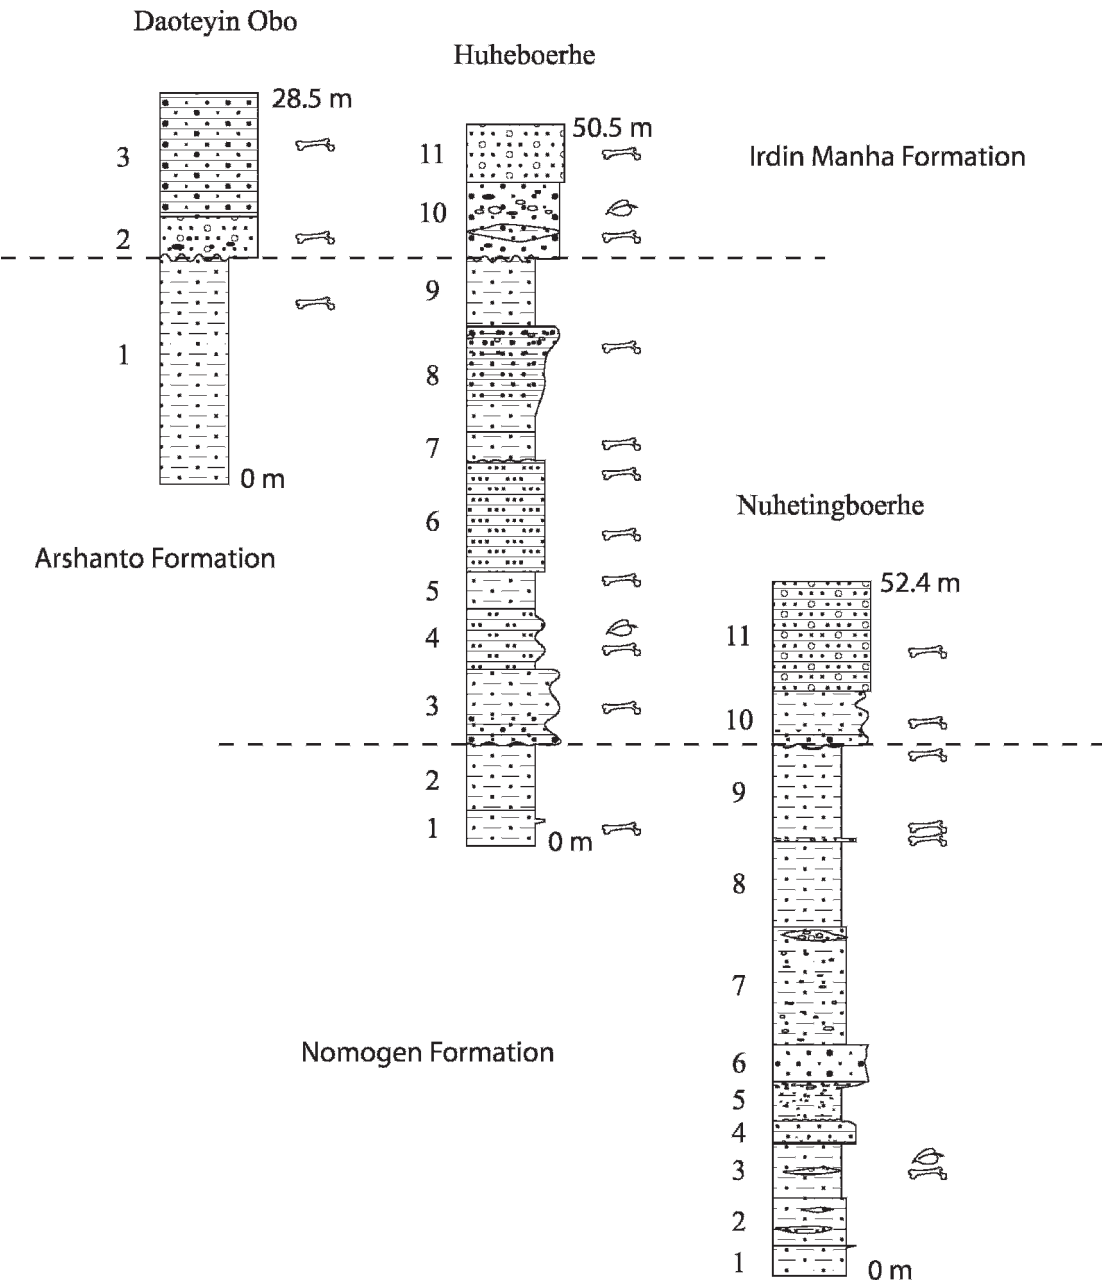 Daoteyin Obo
28.5 m
3
2
1
0 m
Huheboerhe
50.5 m
11
10
9
8
7
6
5
4
3
2
1
0 m
Irdin Manha Formation
Arshanto Formation
Nomogen Formation
Nuhetingboerhe
52.4 m
11
10
9
8
7
6
5
4
3
2
1
0 m